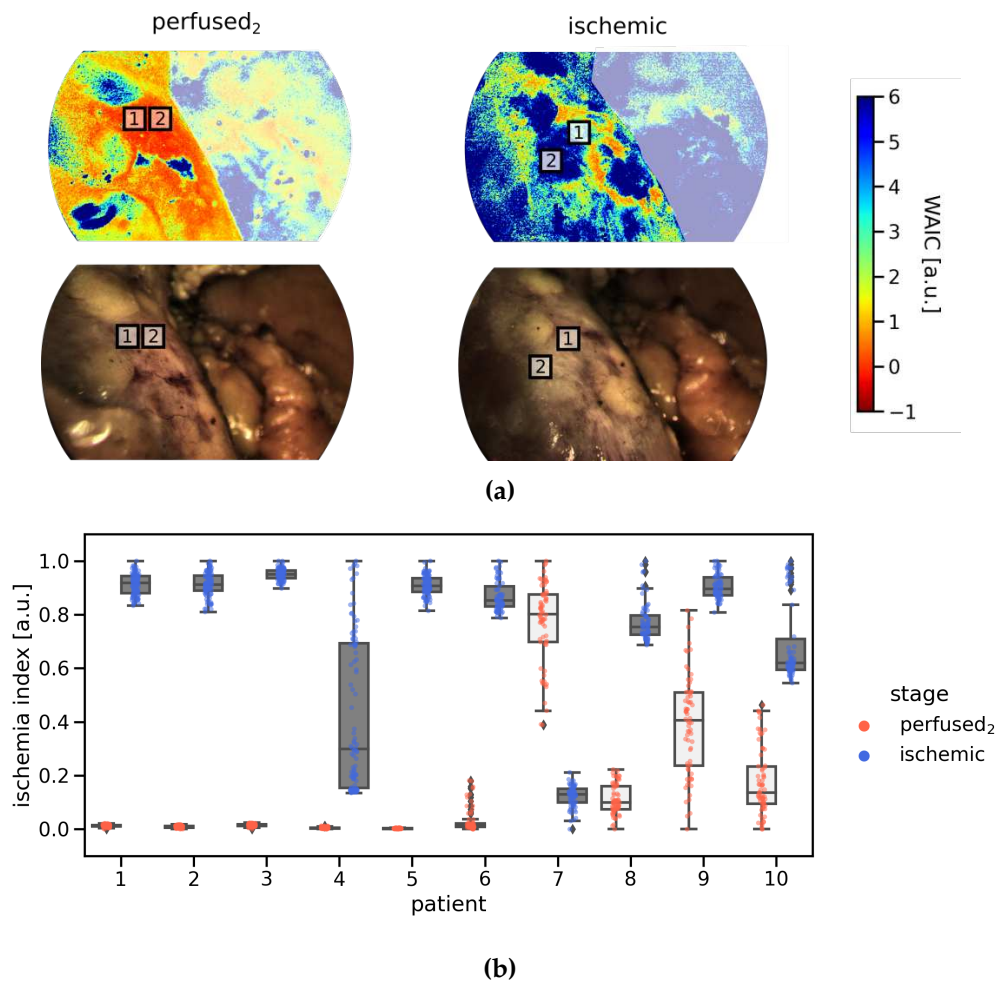 perfused₂
ischemic
1 2
1
2
1 2
1
2
6
5
4
3
2
1
0
−1
WAIC [a.u.]
(a)
ischemia index [a.u.]
1.0
0.8
0.6
0.4
0.2
0.0
1 2 3 4 5 6 7 8 9 10
patient
stage
perfused₂
ischemic
(b)